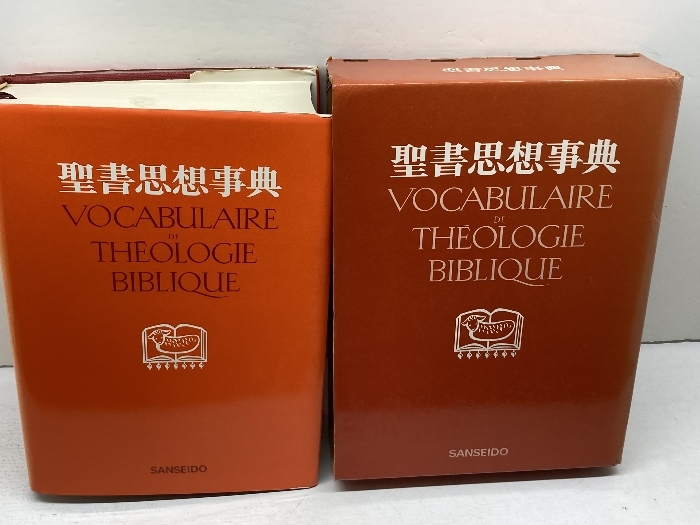 聖書思想事典
VOCABULAIRE
DE
THÉOLOGIE
BIBLIQUE
SANSEIDO
聖書思想事典
VOCABULAIRE
DE
THÉOLOGIE
BIBLIQUE
SANSEIDO